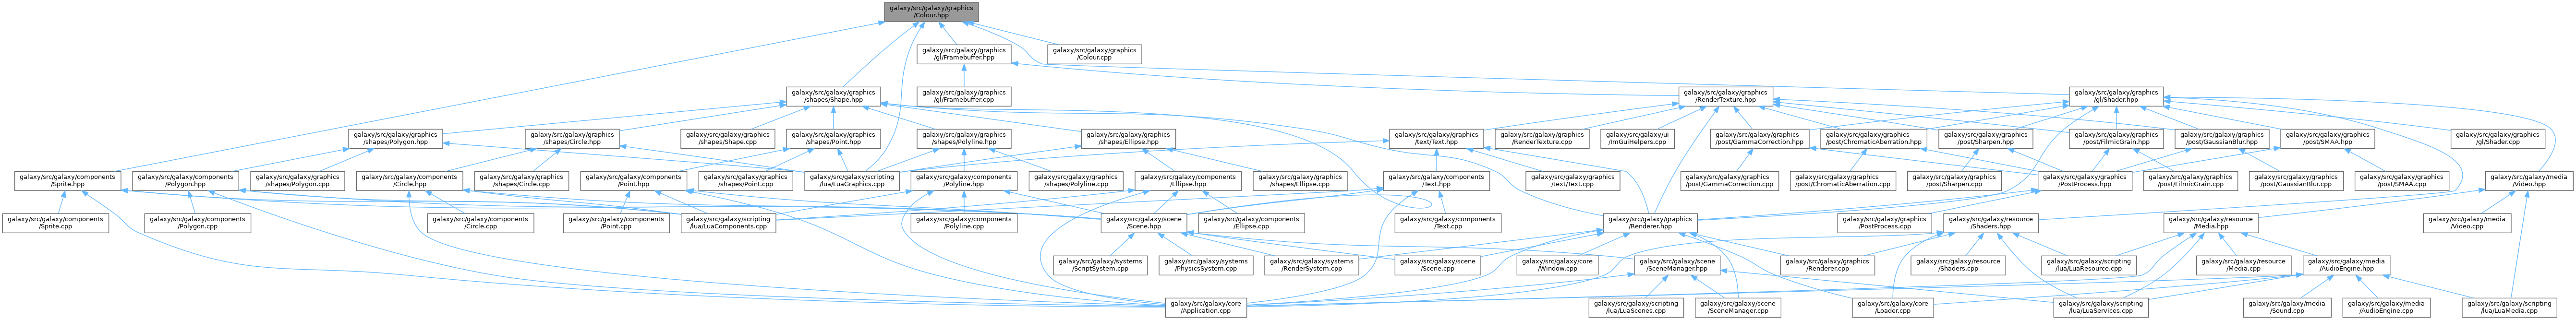 galaxy/src/galaxy/graphics
/Colour.hpp
galaxy/src/galaxy/graphics
/gl/Framebuffer.hpp
galaxy/src/galaxy/graphics
/Colour.cpp
galaxy/src/galaxy/graphics
/shapes/Shape.hpp
galaxy/src/galaxy/graphics
/gl/Framebuffer.cpp
galaxy/src/galaxy/graphics
/RenderTexture.hpp
galaxy/src/galaxy/graphics
/gl/Shader.hpp
galaxy/src/galaxy/graphics
/shapes/Polygon.hpp
galaxy/src/galaxy/graphics
/shapes/Circle.hpp
galaxy/src/galaxy/graphics
/shapes/Shape.cpp
galaxy/src/galaxy/graphics
/shapes/Point.hpp
galaxy/src/galaxy/graphics
/shapes/Polyline.hpp
galaxy/src/galaxy/graphics
/shapes/Ellipse.hpp
galaxy/src/galaxy/graphics
/text/Text.hpp
galaxy/src/galaxy/graphics
/RenderTexture.cpp
galaxy/src/galaxy/ui
/ImGuiHelpers.cpp
galaxy/src/galaxy/graphics
/post/GammaCorrection.hpp
galaxy/src/galaxy/graphics
/post/ChromaticAberration.hpp
galaxy/src/galaxy/graphics
/post/Sharpen.hpp
galaxy/src/galaxy/graphics
/post/FilmicGrain.hpp
galaxy/src/galaxy/graphics
/post/GaussianBlur.hpp
galaxy/src/galaxy/graphics
/post/SMAA.hpp
galaxy/src/galaxy/graphics
/gl/Shader.cpp
galaxy/src/galaxy/components
/Sprite.hpp
galaxy/src/galaxy/components
/Polygon.hpp
galaxy/src/galaxy/graphics
/shapes/Polygon.cpp
galaxy/src/galaxy/components
/Circle.hpp
galaxy/src/galaxy/graphics
/shapes/Circle.cpp
galaxy/src/galaxy/components
/Point.hpp
galaxy/src/galaxy/graphics
/shapes/Point.cpp
galaxy/src/galaxy/scripting
/lua/LuaGraphics.cpp
galaxy/src/galaxy/components
/Polyline.hpp
galaxy/src/galaxy/graphics
/shapes/Polyline.cpp
galaxy/src/galaxy/components
/Ellipse.hpp
galaxy/src/galaxy/graphics
/shapes/Ellipse.cpp
galaxy/src/galaxy/components
/Text.hpp
galaxy/src/galaxy/graphics
/text/Text.cpp
galaxy/src/galaxy/graphics
/post/GammaCorrection.cpp
galaxy/src/galaxy/graphics
/post/ChromaticAberration.cpp
galaxy/src/galaxy/graphics
/post/Sharpen.cpp
galaxy/src/galaxy/graphics
/PostProcess.hpp
galaxy/src/galaxy/graphics
/post/FilmicGrain.cpp
galaxy/src/galaxy/graphics
/post/GaussianBlur.cpp
galaxy/src/galaxy/graphics
/post/SMAA.cpp
galaxy/src/galaxy/media
/Video.hpp
galaxy/src/galaxy/components
/Sprite.cpp
galaxy/src/galaxy/components
/Polygon.cpp
galaxy/src/galaxy/components
/Circle.cpp
galaxy/src/galaxy/components
/Point.cpp
galaxy/src/galaxy/scripting
/lua/LuaComponents.cpp
galaxy/src/galaxy/components
/Polyline.cpp
galaxy/src/galaxy/scene
/Scene.hpp
galaxy/src/galaxy/components
/Ellipse.cpp
galaxy/src/galaxy/components
/Text.cpp
galaxy/src/galaxy/graphics
/Renderer.hpp
galaxy/src/galaxy/graphics
/PostProcess.cpp
galaxy/src/galaxy/resource
/Shaders.hpp
galaxy/src/galaxy/resource
/Media.hpp
galaxy/src/galaxy/media
/Video.cpp
galaxy/src/galaxy/systems
/ScriptSystem.cpp
galaxy/src/galaxy/systems
/PhysicsSystem.cpp
galaxy/src/galaxy/systems
/RenderSystem.cpp
galaxy/src/galaxy/scene
/Scene.cpp
galaxy/src/galaxy/core
/Window.cpp
galaxy/src/galaxy/scene
/SceneManager.hpp
galaxy/src/galaxy/graphics
/Renderer.cpp
galaxy/src/galaxy/resource
/Shaders.cpp
galaxy/src/galaxy/scripting
/lua/LuaResource.cpp
galaxy/src/galaxy/resource
/Media.cpp
galaxy/src/galaxy/media
/AudioEngine.hpp
galaxy/src/galaxy/core
/Application.cpp
galaxy/src/galaxy/scripting
/lua/LuaScenes.cpp
galaxy/src/galaxy/scene
/SceneManager.cpp
galaxy/src/galaxy/core
/Loader.cpp
galaxy/src/galaxy/scripting
/lua/LuaServices.cpp
galaxy/src/galaxy/media
/Sound.cpp
galaxy/src/galaxy/media
/AudioEngine.cpp
galaxy/src/galaxy/scripting
/lua/LuaMedia.cpp